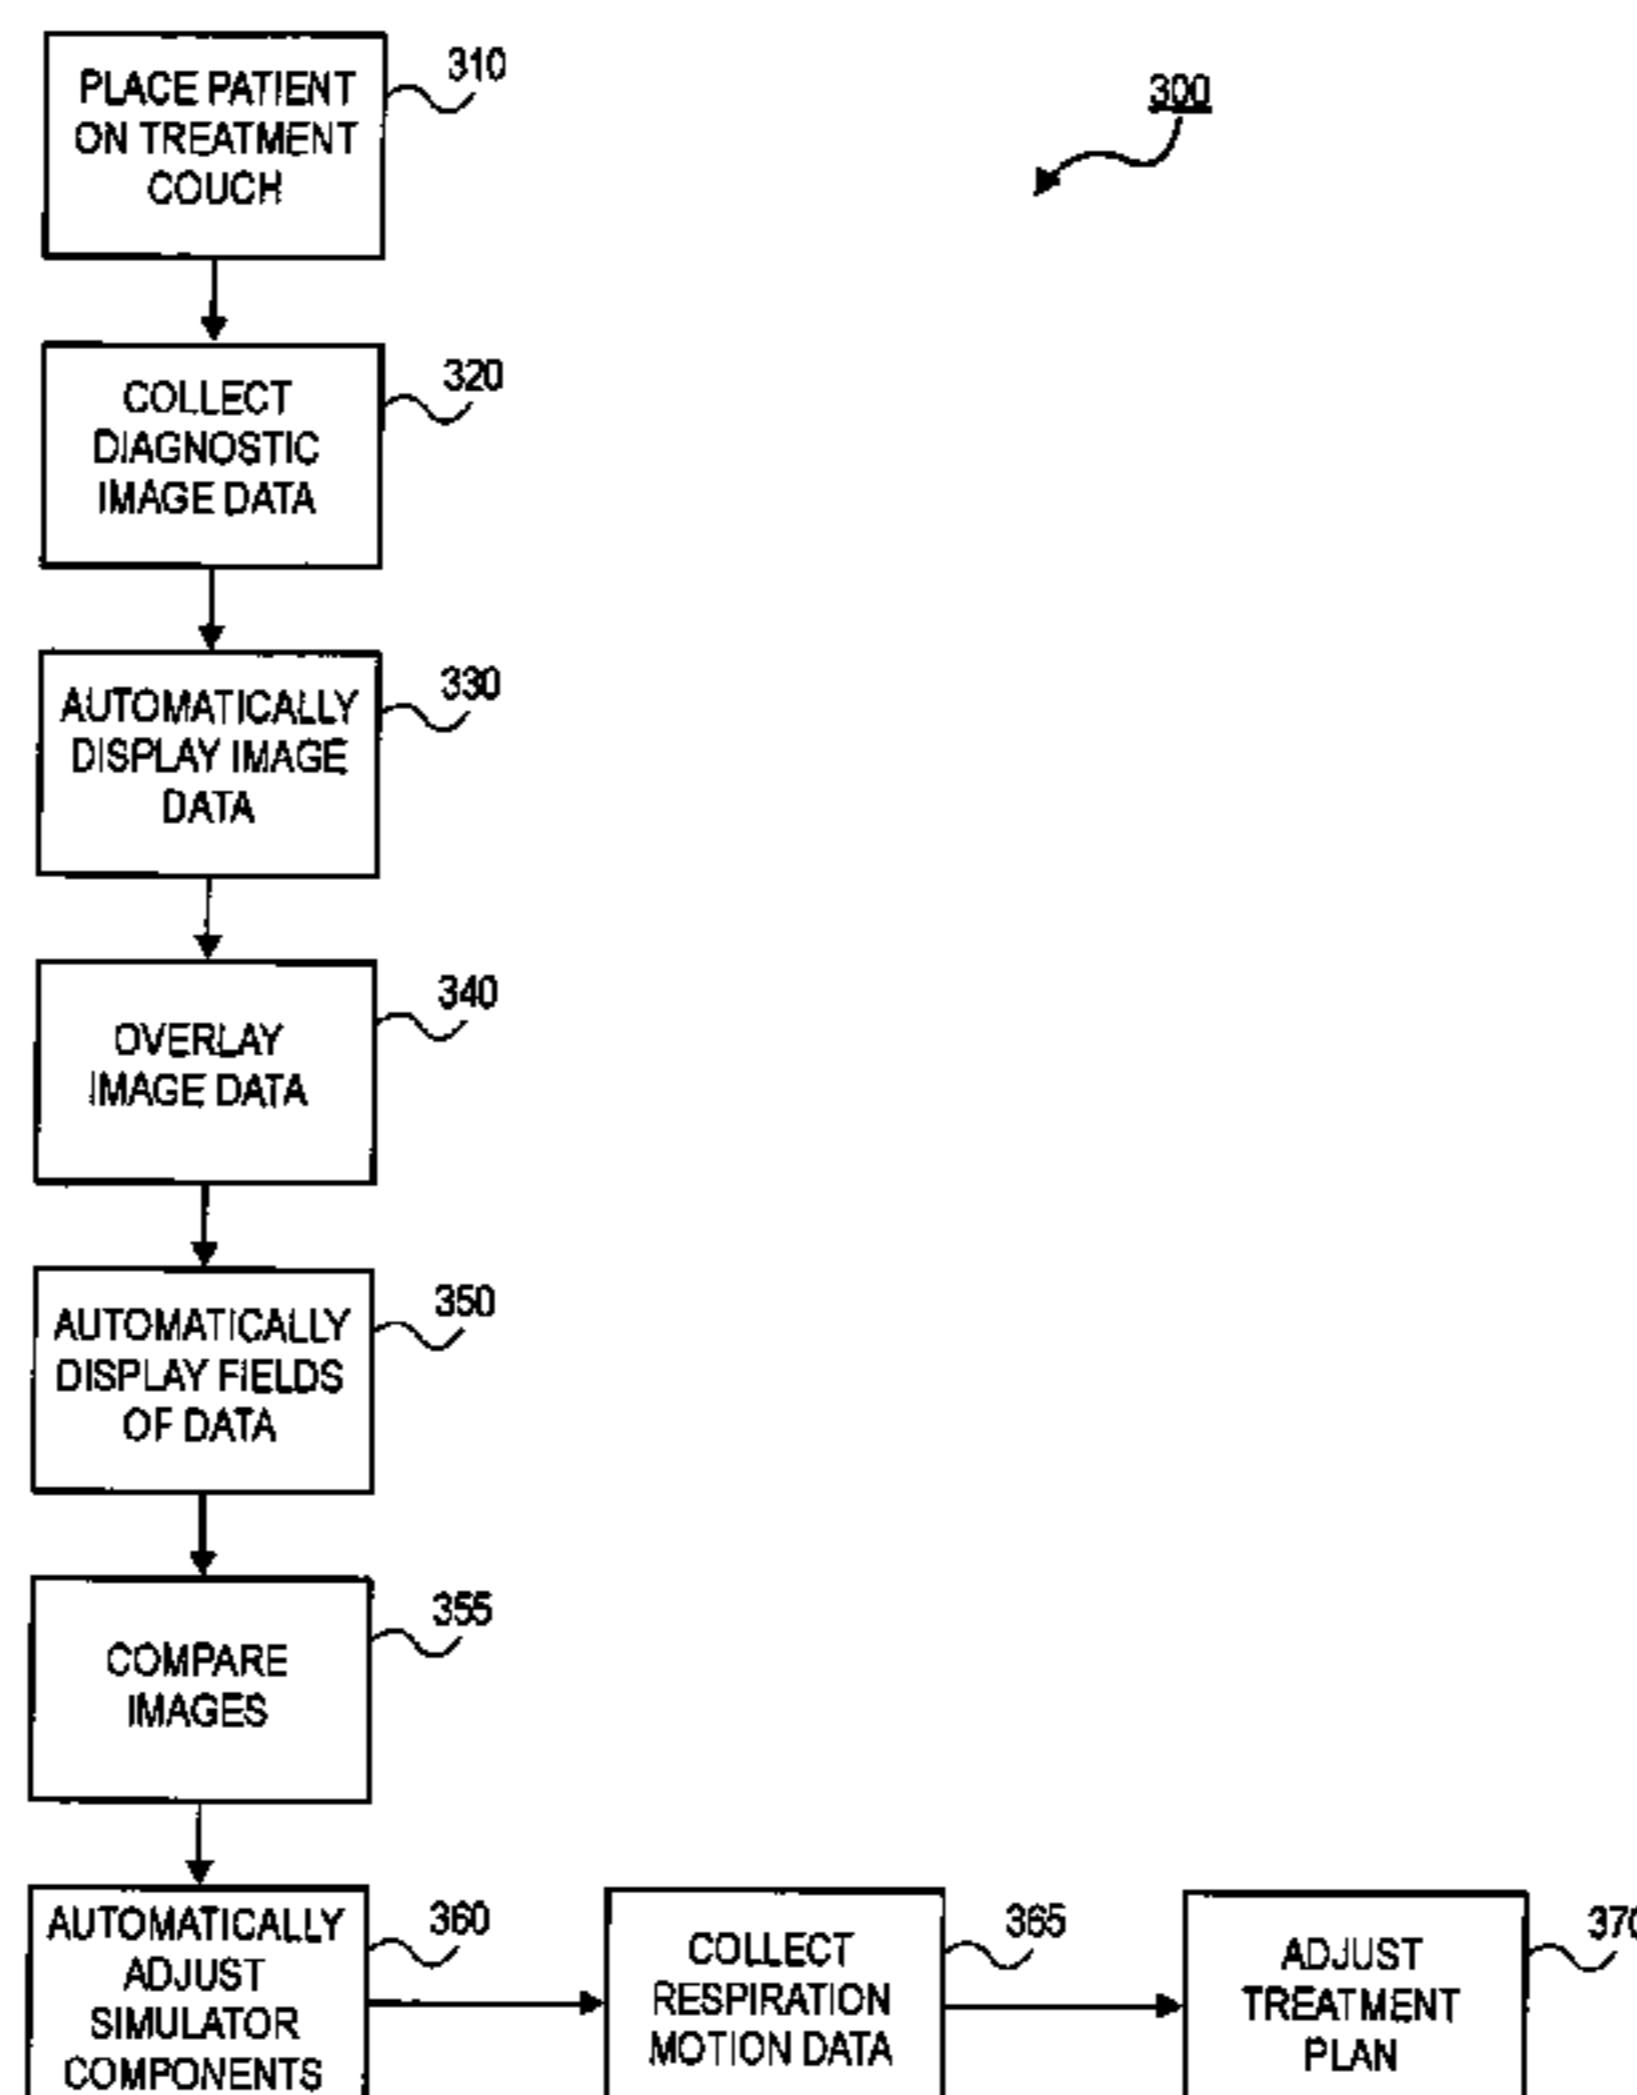 PLACE PATIENT
ON TREATMENT
COUCH
310
300
COLLECT
DIAGNOSTIC
IMAGE DATA
320
AUTOMATICALLY
DISPLAY IMAGE
DATA
330
OVERLAY
IMAGE DATA
340
AUTOMATICALLY
DISPLAY FIELDS
OF DATA
350
COMPARE
IMAGES
355
AUTOMATICALLY
ADJUST
SIMULATOR
COMPONENTS
360
COLLECT
RESPIRATION
MOTION DATA
365
ADJUST
TREATMENT
PLAN
370